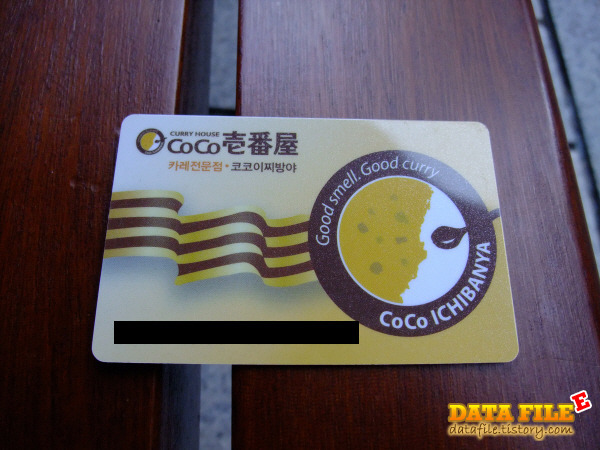 CURRY HOUSE
CoCo壱番屋
카레전문점・코코이찌방야
Good smell. Good curry
CoCo ICHIBANYA
DATA FILE E
datafile.tistory.com